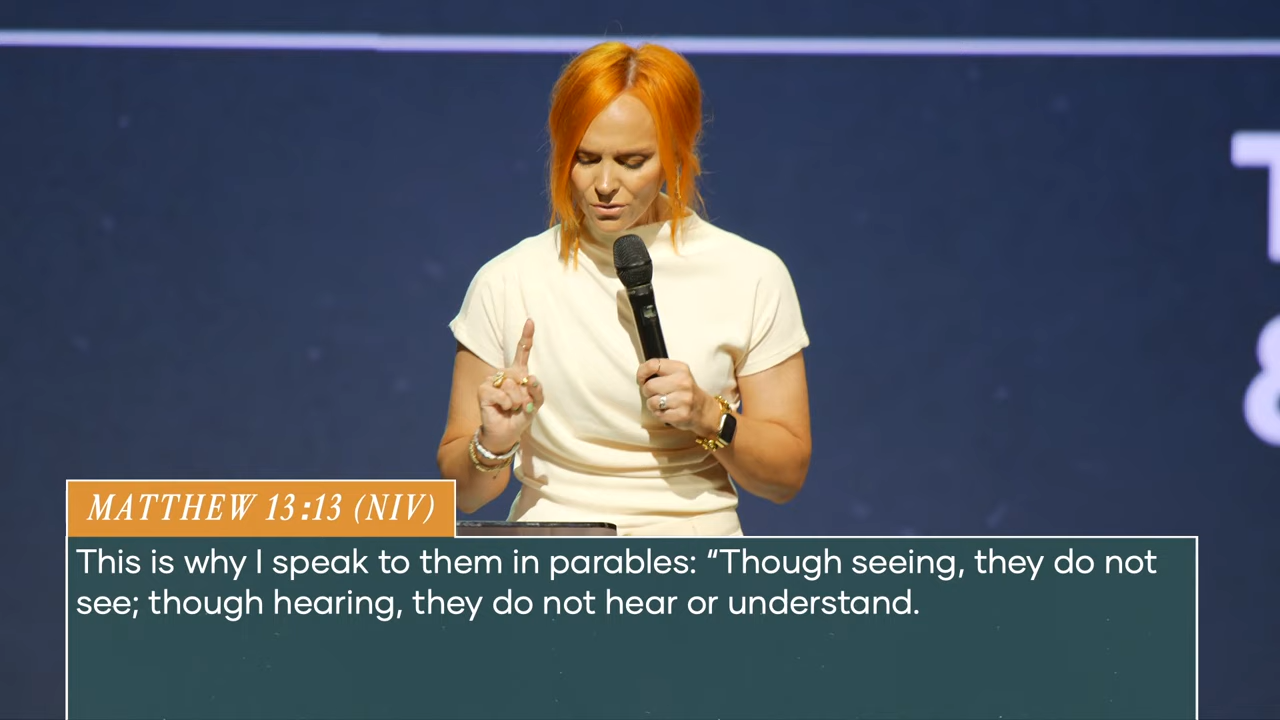 T
&
MATTHEW 13:13 (NIV)
This is why I speak to them in parables: “Though seeing, they do not
see; though hearing, they do not hear or understand.